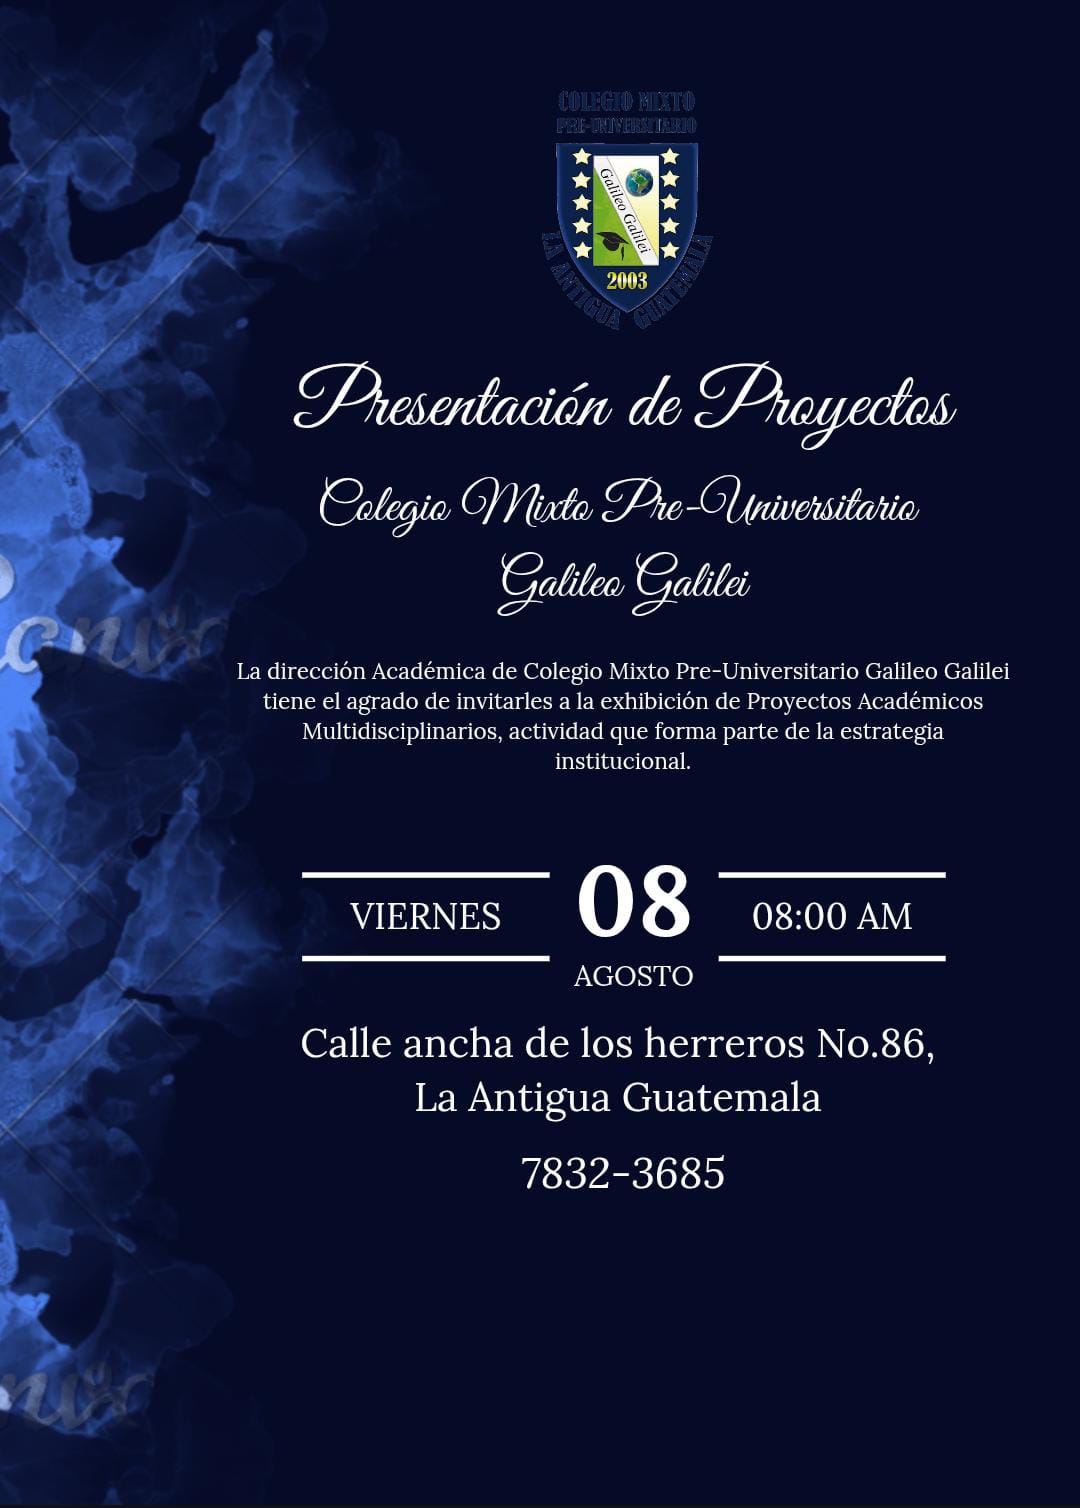 COLEGIO MIXTO
PRE-UNIVERSITARIO
Galileo Galilei
2003
LA ANTIGUA GUATEMALA
Presentación de Proyectos
Colegio Mixto Pre-Universitario
Galileo Galilei
La dirección Académica de Colegio Mixto Pre-Universitario Galileo Galilei
tiene el agrado de invitarles a la exhibición de Proyectos Académicos
Multidisciplinarios, actividad que forma parte de la estrategia
institucional.
VIERNES
08
08:00 AM
AGOSTO
Calle ancha de los herreros No.86,
La Antigua Guatemala
7832-3685